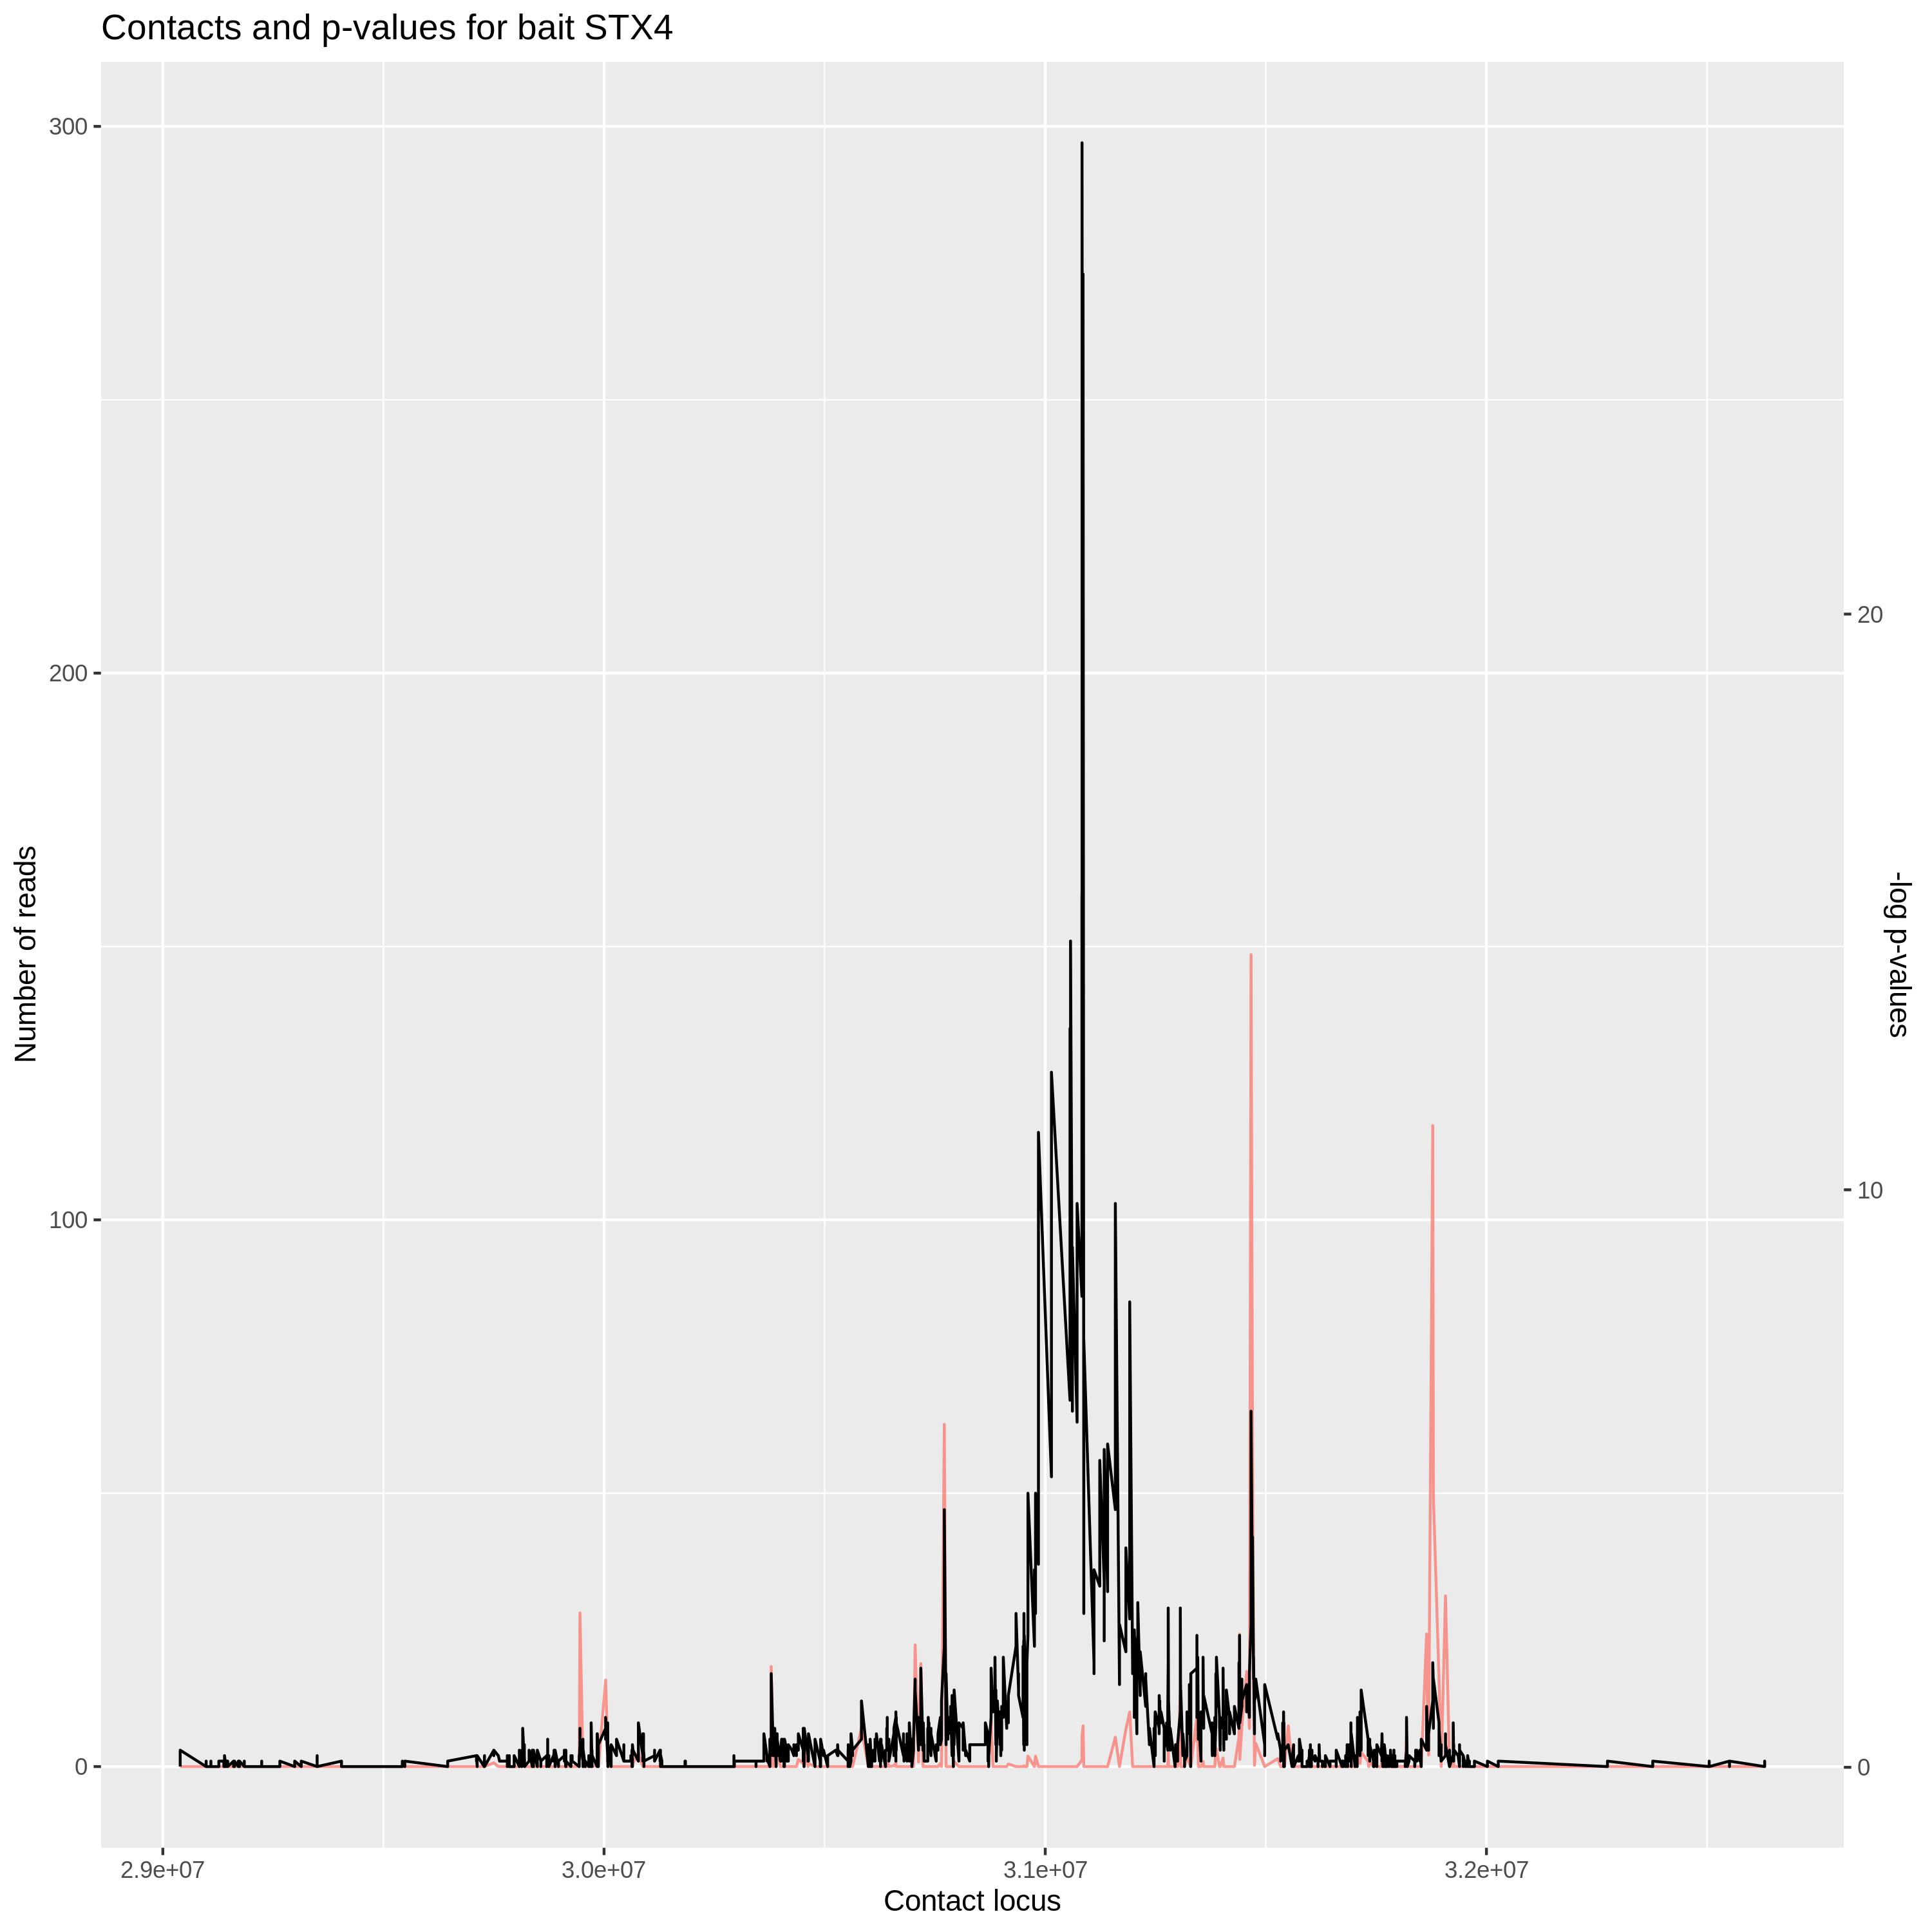 Contacts and p-values for bait STX4
300
200
100
0
Number of reads
20
10
0
-log p-values
2.9e+07
3.0e+07
3.1e+07
3.2e+07
Contact locus